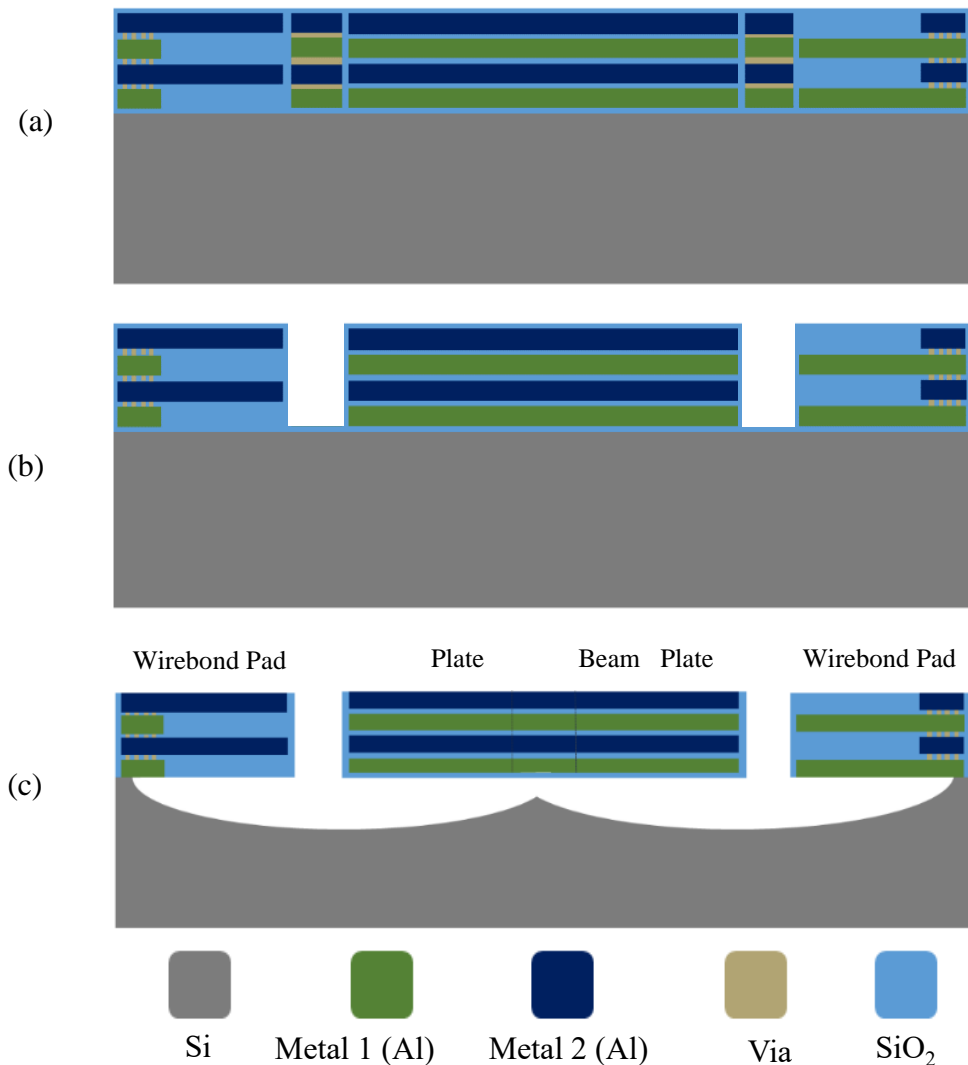 (a)
(b)
Wirebond Pad Plate Beam Plate Wirebond Pad
(c)
Si Metal 1 (Al) Metal 2 (Al) Via SiO₂